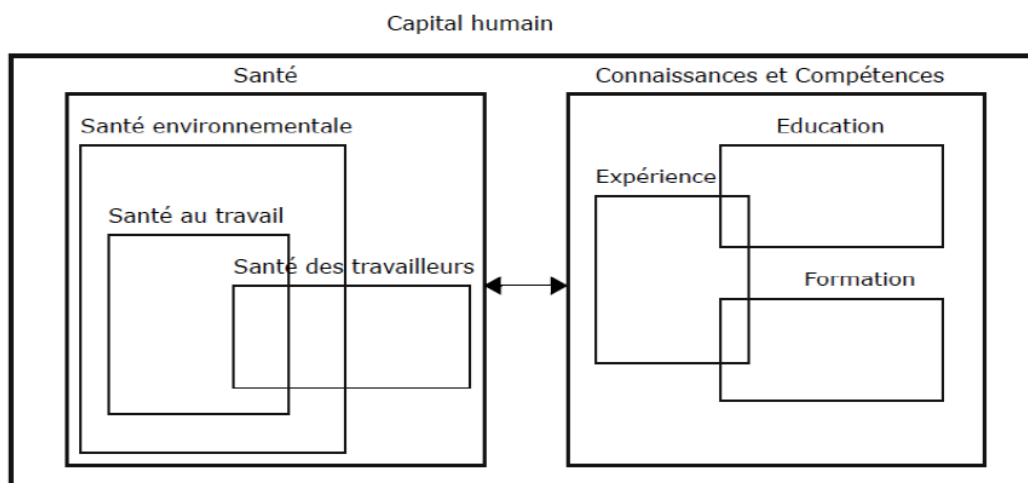 Capital humain
Santé
Connaissances et Compétences
Santé environnementale
Education
Expérience
Santé au travail
Santé des travailleurs
Formation